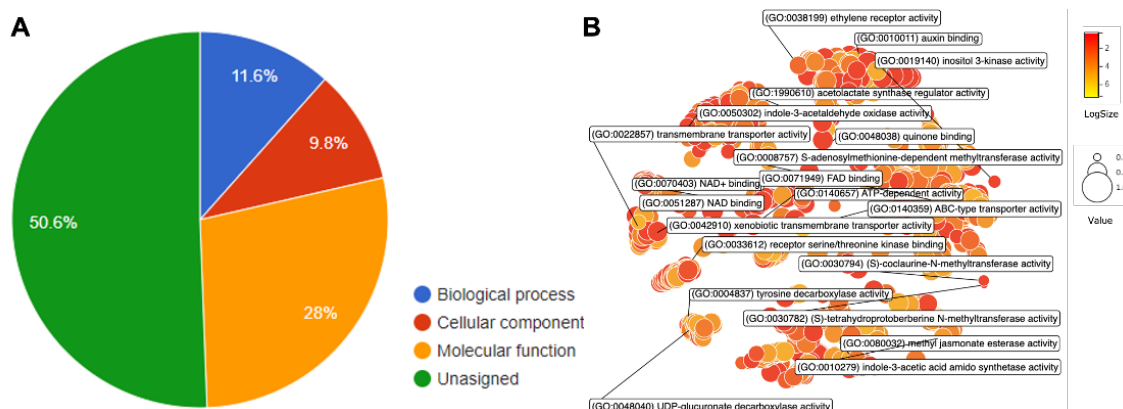 A
11.6%
9.8%
28%
50.6%
Biological process
Cellular component
Molecular function
Unasigned
B
(GO:0038199) ethylene receptor activity
(GO:0010011) auxin binding
(GO:0019140) inositol 3-kinase activity
(GO:1990610) acetolactate synthase regulator activity
(GO:0050302) indole-3-acetaldehyde oxidase activity
(GO:0022857) transmembrane transporter activity
(GO:0048038) quinone binding
(GO:0008757) S-adenosylmethionine-dependent methyltransferase activity
(GO:0070403) NAD+ binding
(GO:0071949) FAD binding
(GO:0140657) ATP-dependent activity
(GO:0051287) NAD binding
(GO:0140359) ABC-type transporter activity
(GO:0042910) xenobiotic transmembrane transporter activity
(GO:0033612) receptor serine/threonine kinase binding
(GO:0030794) (S)-coclaurine-N-methyltransferase activity
(GO:0004837) tyrosine decarboxylase activity
(GO:0030782) (S)-tetrahydroprotoberberine N-methyltransferase activity
(GO:0080032) methyl jasmonate esterase activity
(GO:0010279) indole-3-acetic acid amido synthetase activity
(GO:0048040) UDP-glucuronate decarboxylase activity
2
4
6
LogSize
0.
0.
1.
Value